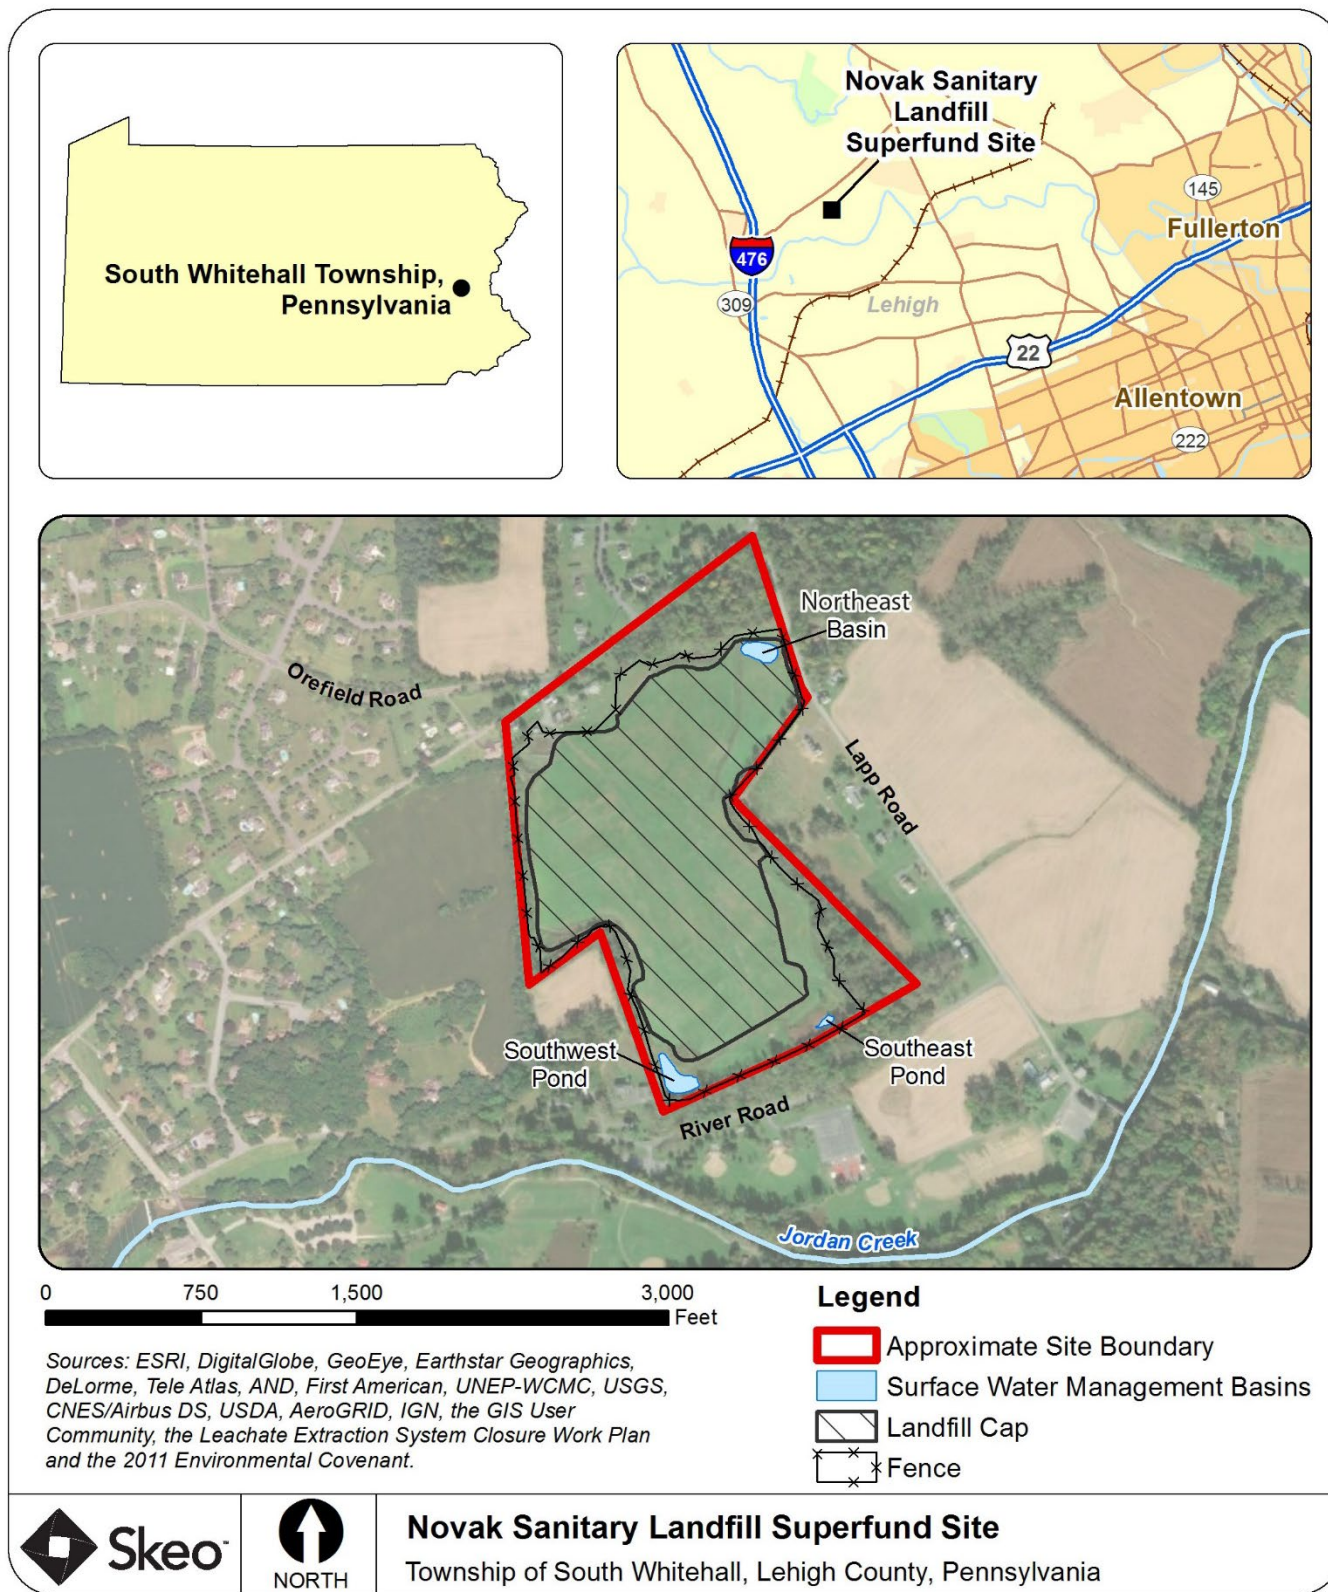 South Whitehall Township,
Pennsylvania
Novak Sanitary
Landfill
Superfund Site
145
Fullerton
476
309
Lehigh
22
Allentown
222
Northeast
Basin
Orefield Road
Lapp Road
Southwest
Pond
Southeast
Pond
River Road
Jordan Creek
0 750 1,500 3,000
Feet
Sources: ESRI, DigitalGlobe, GeoEye, Earthstar Geographics,
DeLorme, Tele Atlas, AND, First American, UNEP-WCMC, USGS,
CNES/Airbus DS, USDA, AeroGRID, IGN, the GIS User
Community, the Leachate Extraction System Closure Work Plan
and the 2011 Environmental Covenant.
Legend
Approximate Site Boundary
Surface Water Management Basins
Landfill Cap
Fence
Skeo
NORTH
Novak Sanitary Landfill Superfund Site
Township of South Whitehall, Lehigh County, Pennsylvania